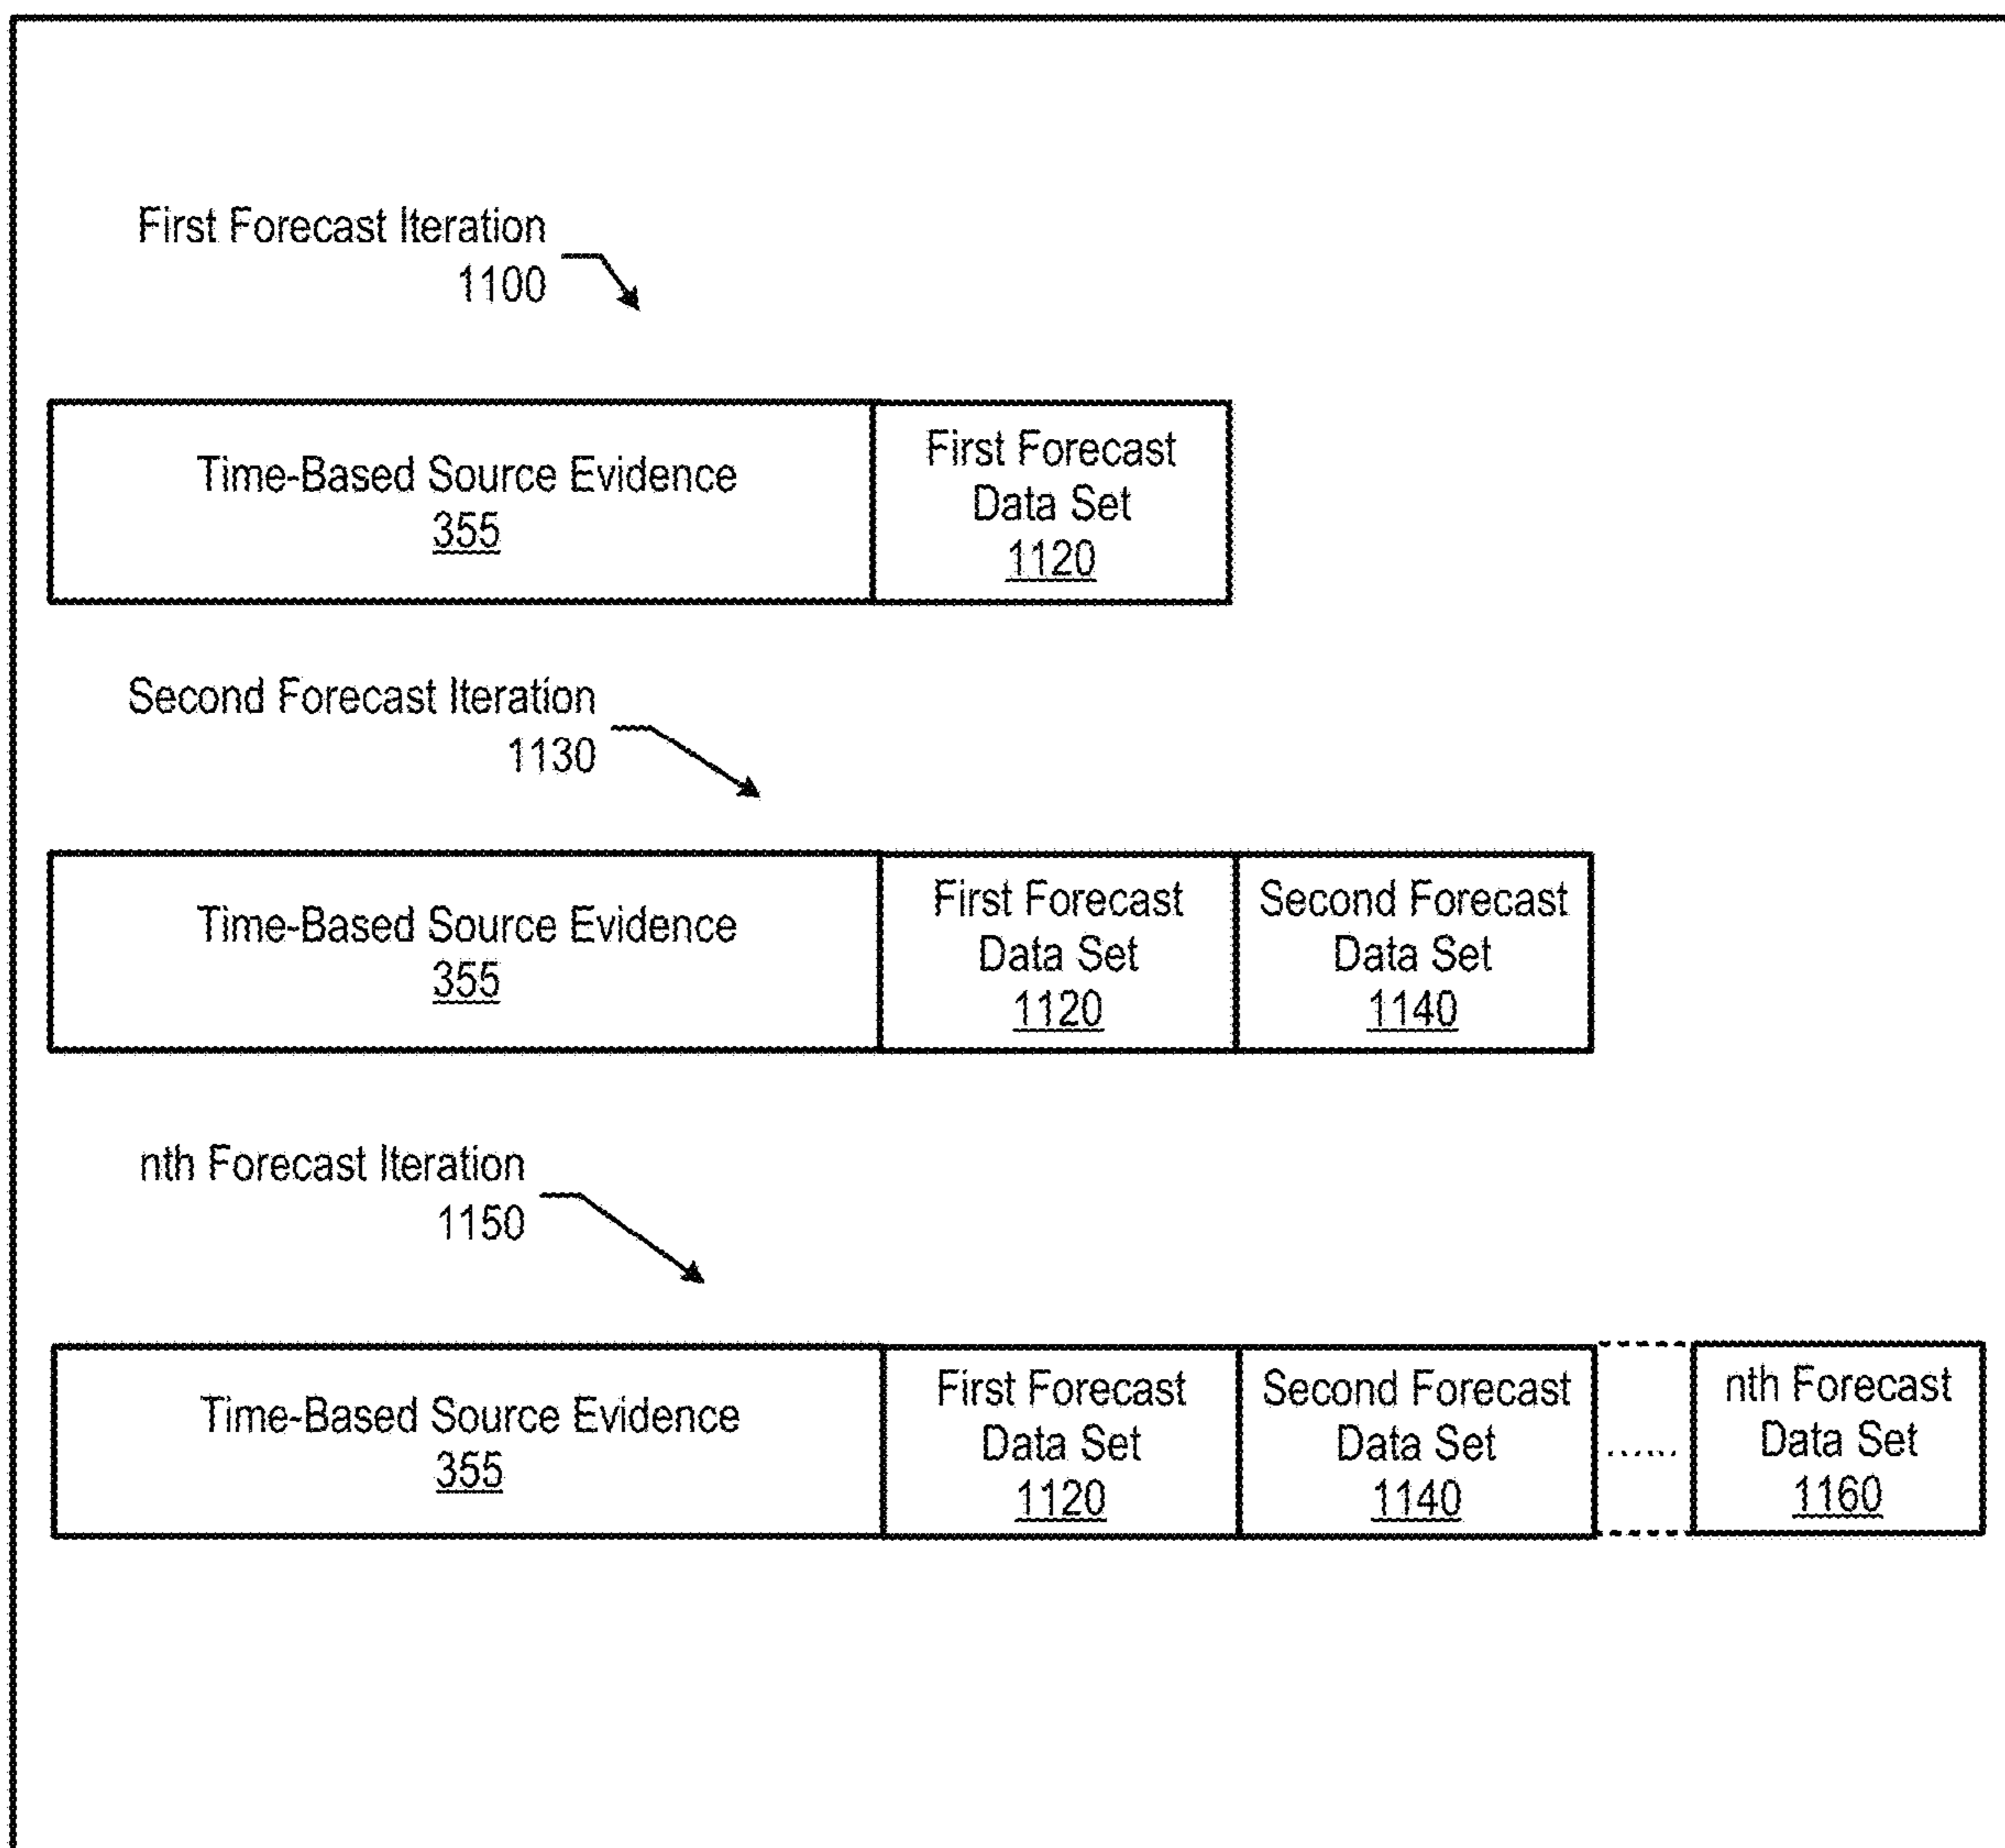 First Forecast Iteration
1100
Time-Based Source Evidence
355
First Forecast
Data Set
1120
Second Forecast Iteration
1130
Time-Based Source Evidence
355
First Forecast
Data Set
1120
Second Forecast
Data Set
1140
nth Forecast Iteration
1150
Time-Based Source Evidence
355
First Forecast
Data Set
1120
Second Forecast
Data Set
1140
......
nth Forecast
Data Set
1160